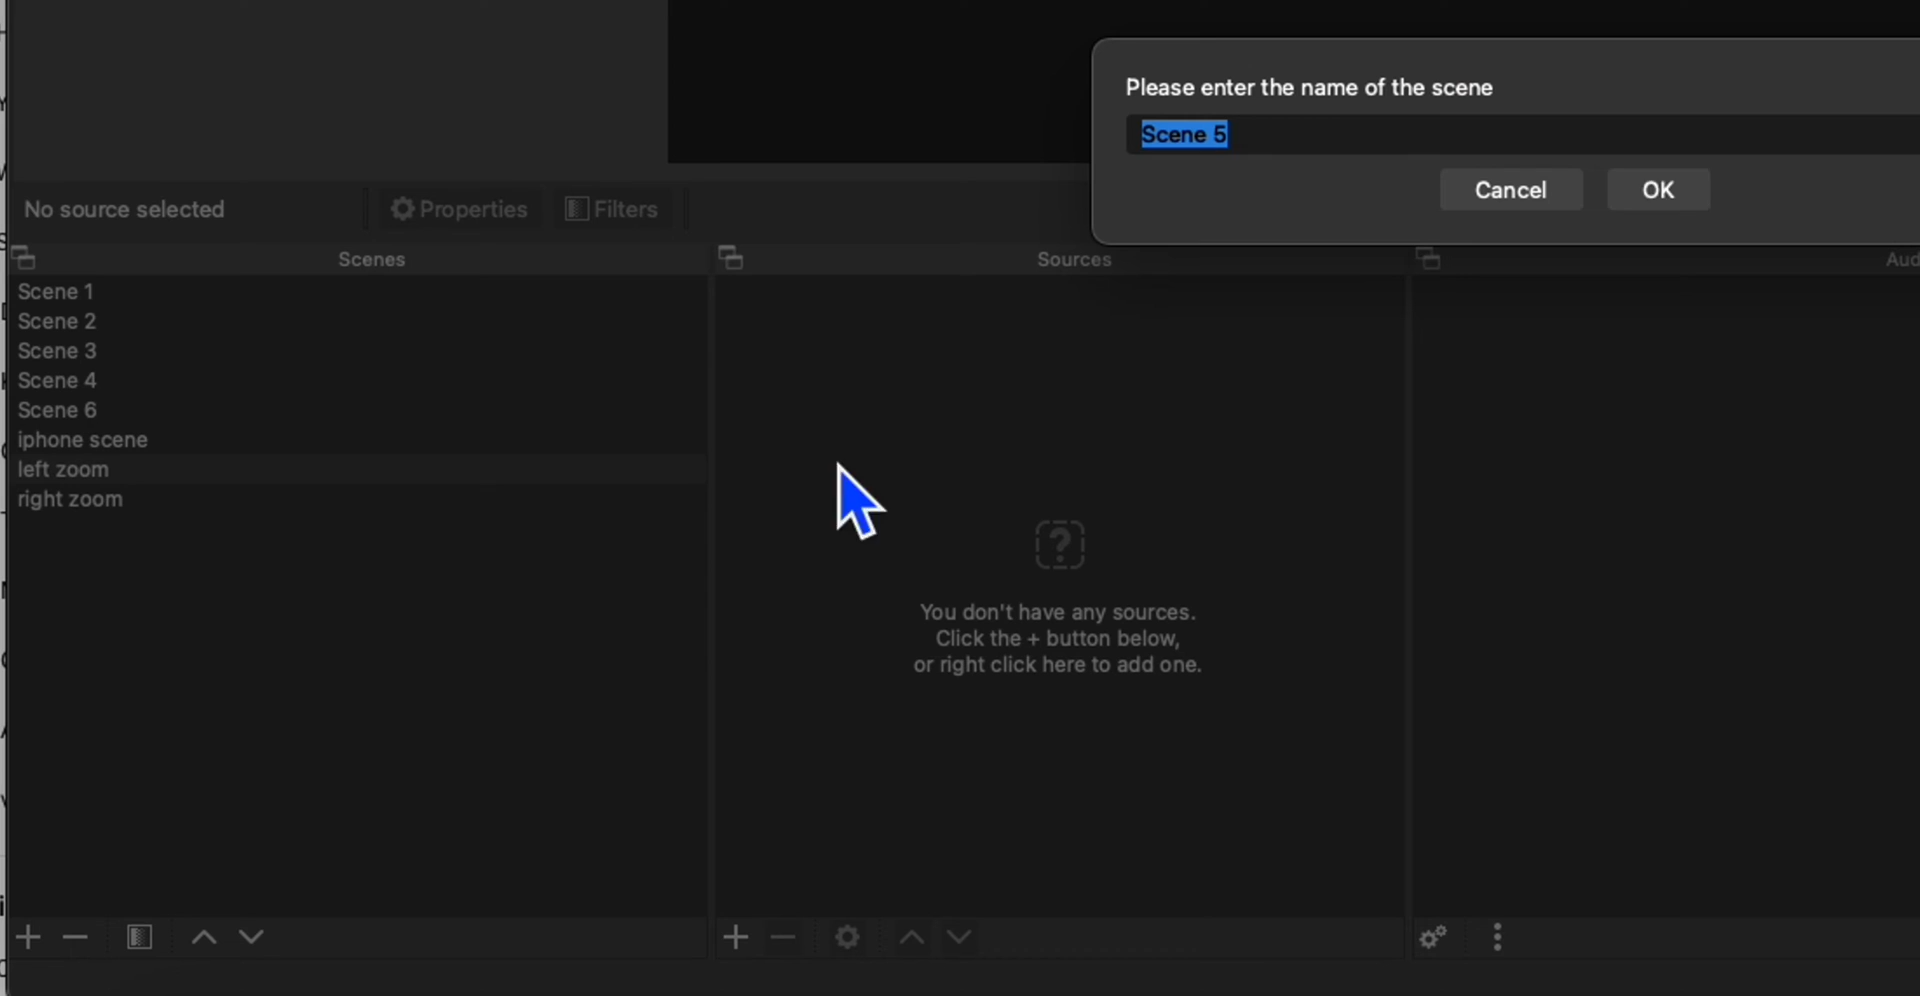 Please enter the name of the scene
Scene 5
Cancel OK
No source selected Properties Filters
Scenes
Scene 1
Scene 2
Scene 3
Scene 4
Scene 6
iphone scene
left zoom
right zoom
Sources
You don't have any sources.
Click the + button below,
or right click here to add one.
Aud